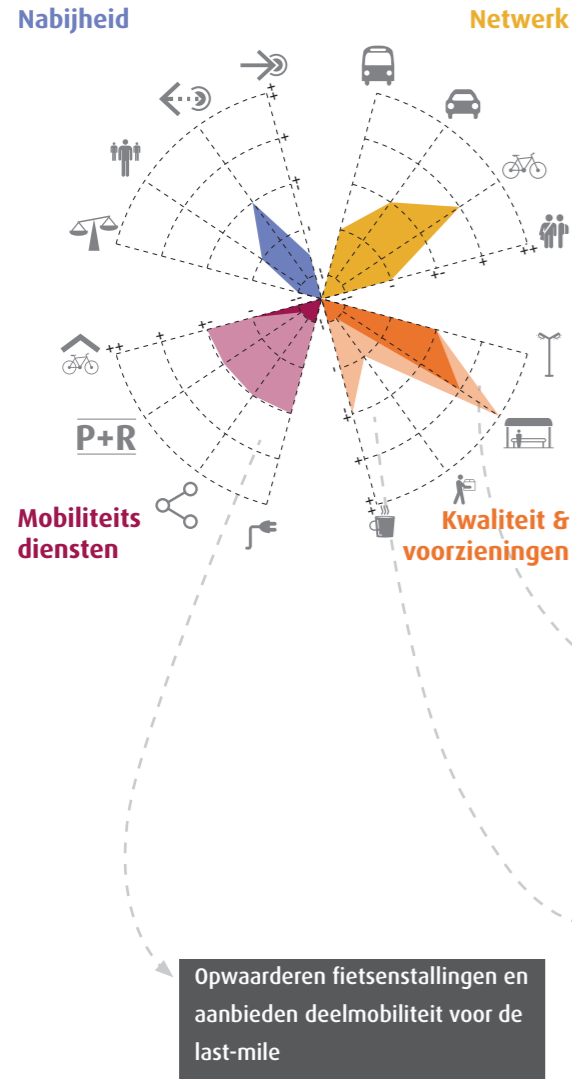 Nabijheid
Netwerk
P+R
Mobiliteits
diensten
Kwaliteit &
voorzieningen
Opwaarderen fietsenstallingen en
aanbieden deelmobiliteit voor de
last-mile